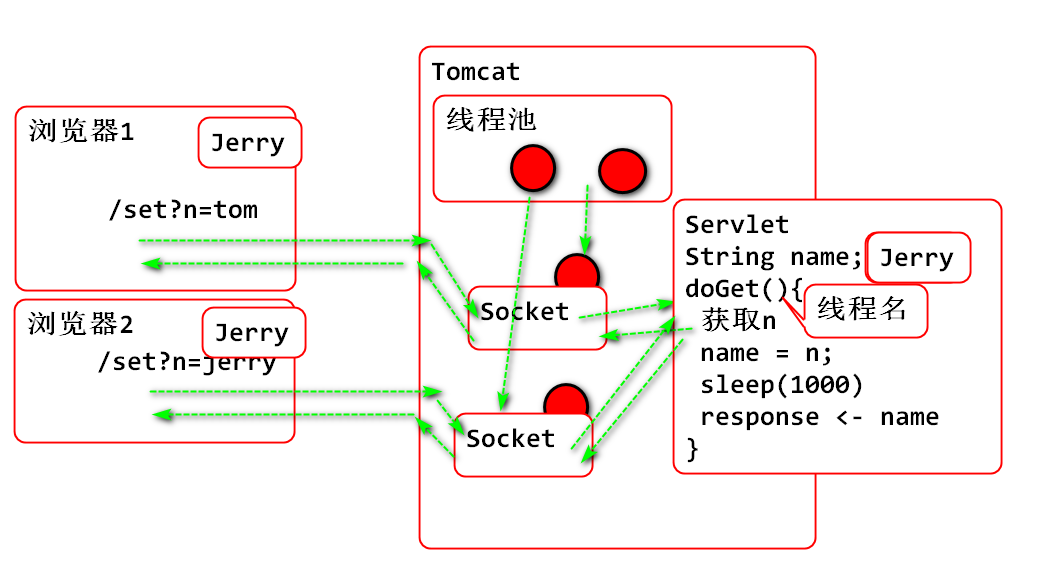 Tomcat
线程池
浏览器1
Jerry
/set?n=tom
浏览器2
Jerry
/set?n=jerry
Socket
Socket
Servlet
String name;
Jerry
doGet(){
线程名
获取n
name = n;
sleep(1000)
response <- name
}